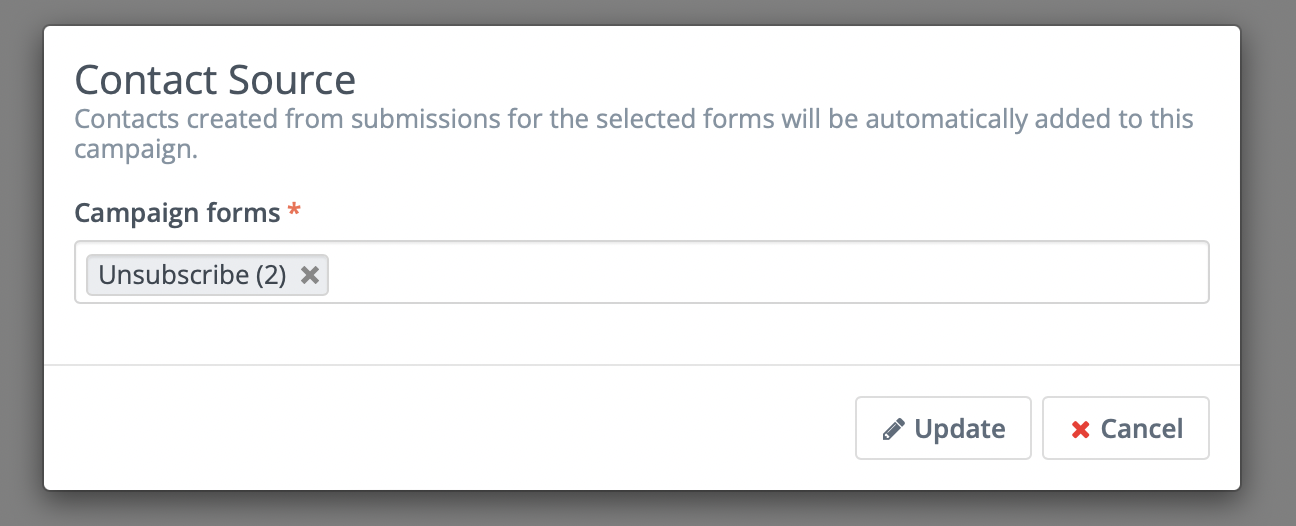 Contact Source
Contacts created from submissions for the selected forms will be automatically added to this
campaign.
Campaign forms *
Unsubscribe (2)
Update
Cancel